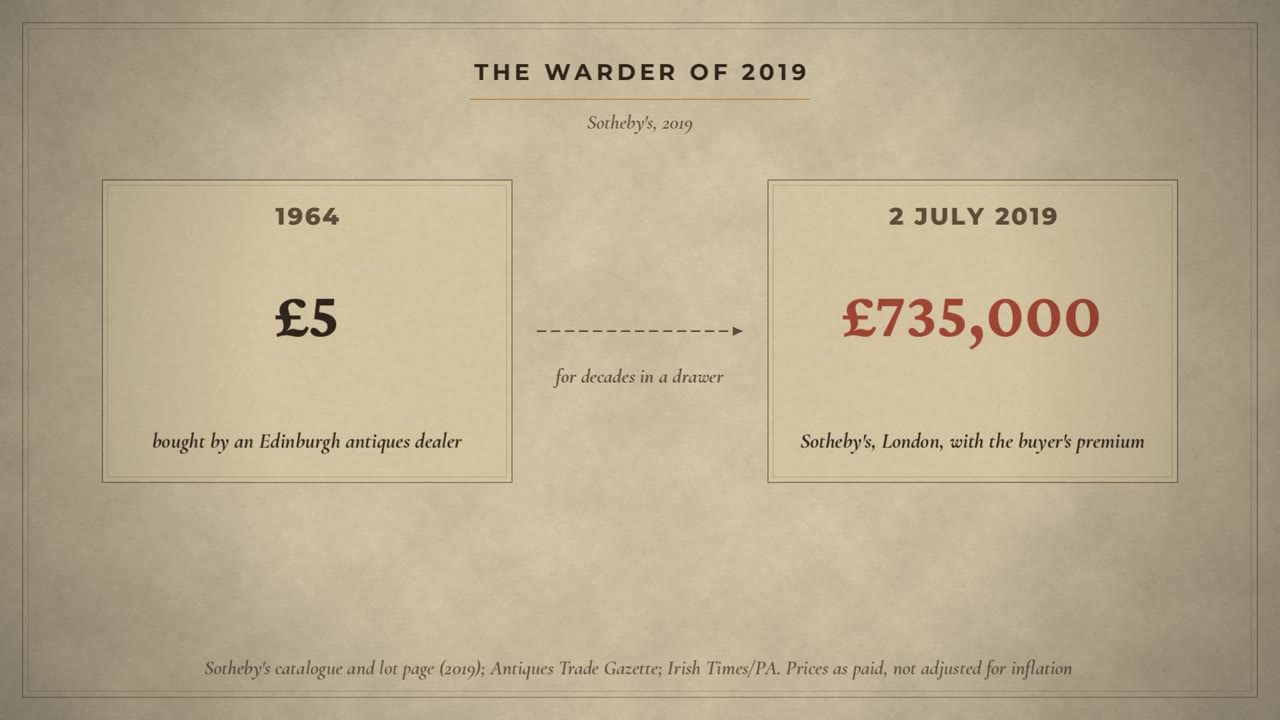 THE WARDER OF 2019
Sotheby's, 2019
1964
£5
bought by an Edinburgh antiques dealer
for decades in a drawer
2 JULY 2019
£735,000
Sotheby's, London, with the buyer's premium
Sotheby's catalogue and lot page (2019); Antiques Trade Gazette; Irish Times/PA. Prices as paid, not adjusted for inflation